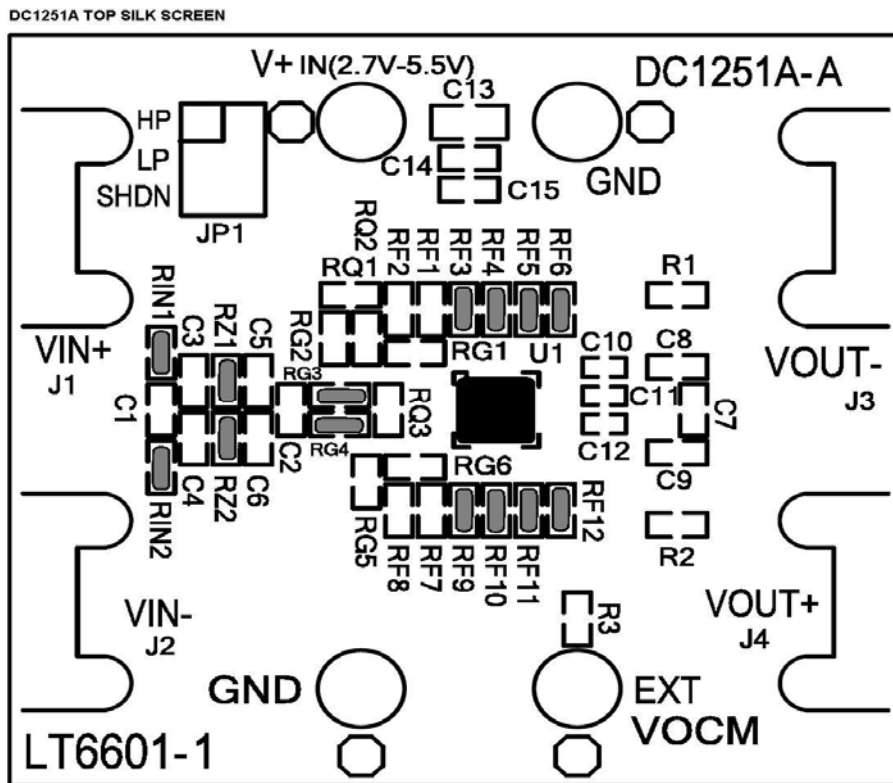 DC1251A TOP SILK SCREEN
V+ IN(2.7V-5.5V)
DC1251A-A
HP
LP
SHDN
JP1
C13
C14
C15
GND
RQ2
RQ1
RF2
RF1
RF3
RF4
RF5
RF6
R1
RIN1
C3
RZ1
C5
RG2
RG1
U1
C10
C8
VIN+
J1
VOUT-
J3
RG3
C11
C1
C2
RQ3
C7
RG4
C12
C4
RZ2
C6
RG6
C9
RIN2
RG5
RF8
RF7
RF9
RF10
RF11
RF12
R2
VIN-
J2
R3
VOUT+
J4
GND
EXT
VOCM
LT6601-1